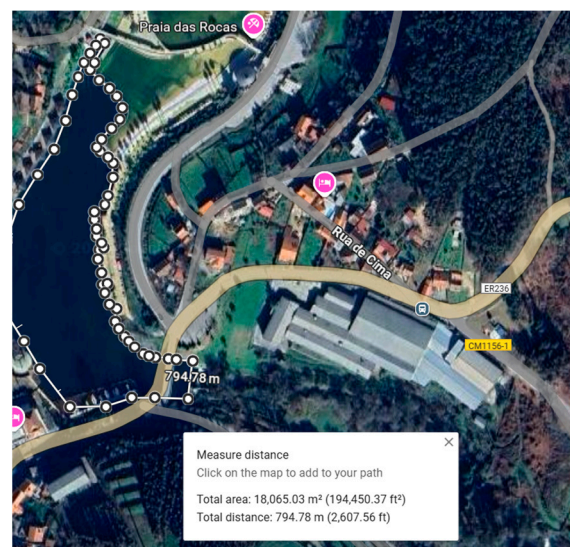 Praia das Rocas
Rua de Cima
ER236
CM1156-1
794.78 m
Measure distance
Click on the map to add to your path
Total area: 18,065.03 m² (194,450.37 ft²)
Total distance: 794.78 m (2,607.56 ft)